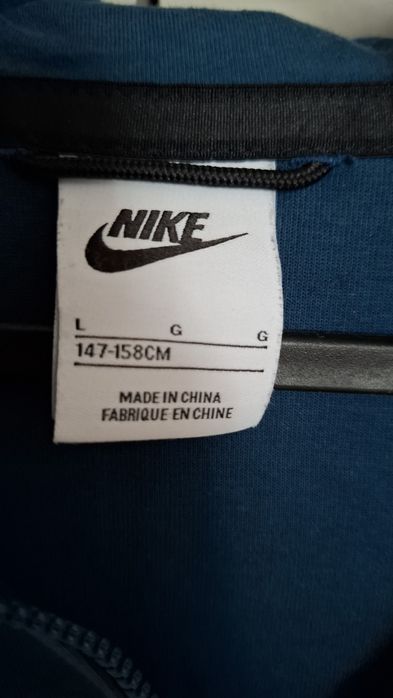 NIKE
L G G
147-158CM
MADE IN CHINA
FABRIQUE EN CHINE